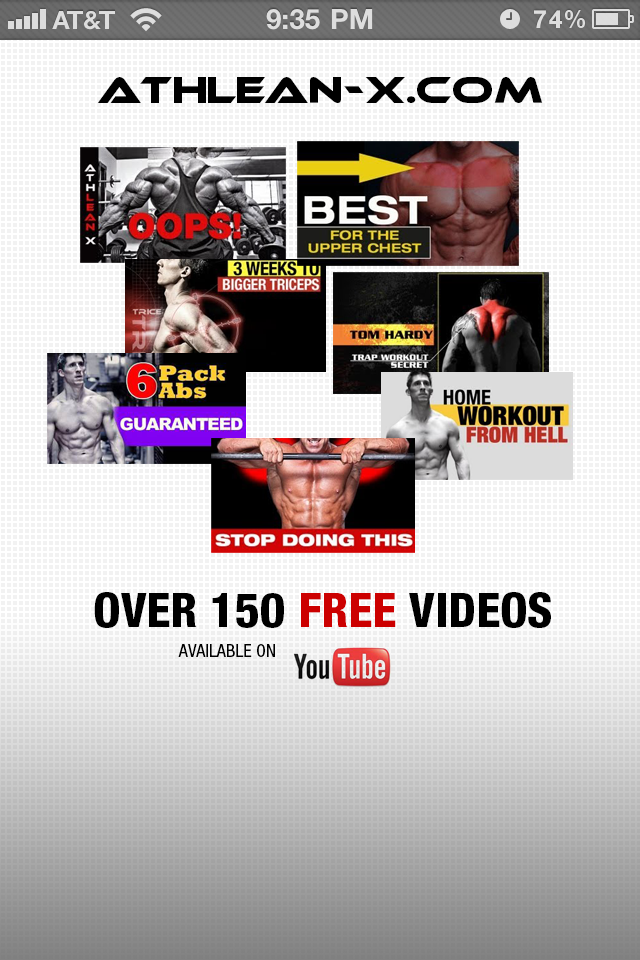 AT&T 9:35 PM 74%
ATHLEAN-X.COM
ATHLEAN X
OOPS!
BEST
FOR THE
UPPER CHEST
3 WEEKS TO
BIGGER TRICEPS
TRICE
TR
TOM HARDY
TRAP WORKOUT
SECRET
6 Pack
Abs
GUARANTEED
HOME
WORKOUT
FROM HELL
STOP DOING THIS
OVER 150 FREE VIDEOS
AVAILABLE ON YouTube